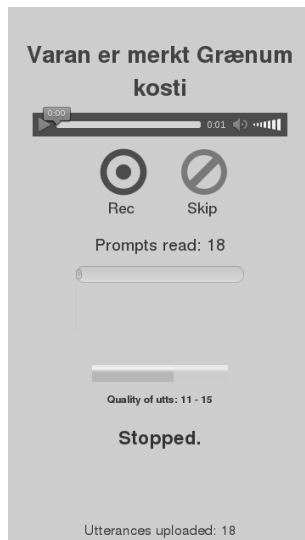 Varan er merkt Grænum
kosti
0:00
0:01
Rec Skip
Prompts read: 18
Quality of utts: 11 - 15
Stopped.
Utterances uploaded: 18